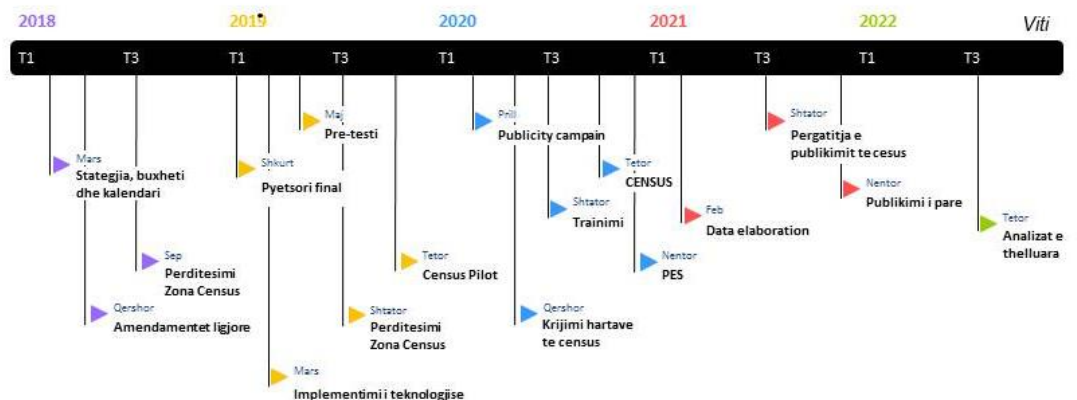 2018
2019
2020
2021
2022
Viti
T1
T3
T1
T3
T1
T3
T1
T3
T1
T3
Mars
Stategjia, buxheti
dhe kalendari
Sep
Perditesimi
Zona Census
Qershor
Amendamentet ligjore
Shkurt
Pyetsori final
Maj
Pre-testi
Tetor
Census Pilot
Shtator
Perditesimi
Zona Census
Mars
Implementimi i teknologjise
Prill
Publicity campain
Tetor
CENSUS
Shtator
Trainimi
Nentor
PES
Qershor
Krijimi hartave
te census
Shtator
Pergatitja e
publikimit te cesus
Nentor
Publikimi i pare
Feb
Data elaboration
Tetor
Analizat e
thelluara